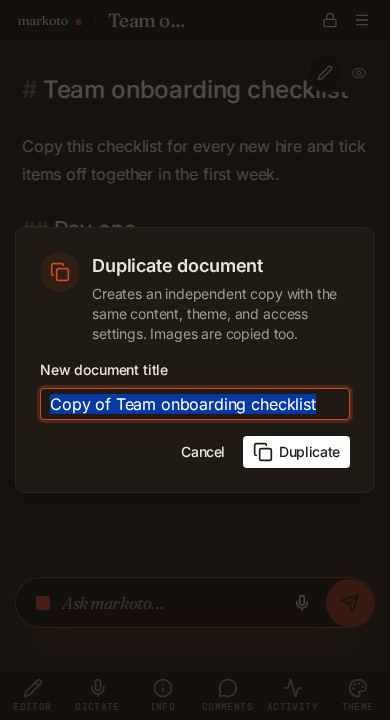 markoto
Team o...
# Team onboarding checklist
Copy this checklist for every new hire and tick
items off together in the first week.
## Day one
Duplicate document
Creates an independent copy with the
same content, theme, and access
settings. Images are copied too.
New document title
Copy of Team onboarding checklist
Cancel
Duplicate
Ask markoto...
EDITOR
DICTATE
INFO
COMMENTS
ACTIVITY
THEME